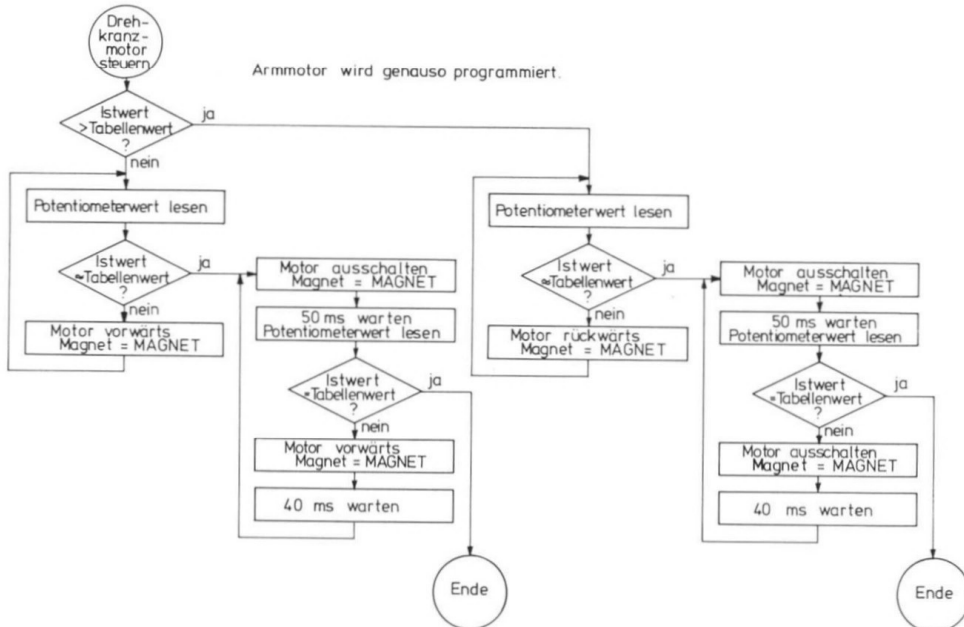 Dreh-
kranz-
motor
steuern
Armmotor wird genauso programmiert.
Istwert
>Tabellenwert
?
ja
nein
Potentiometerwert lesen
Istwert
≈Tabellenwert
?
ja
nein
Motor vorwärts
Magnet = MAGNET
Motor ausschalten
Magnet = MAGNET
50 ms warten
Potentiometerwert lesen
Istwert
=Tabellenwert
?
ja
nein
Motor vorwärts
Magnet = MAGNET
40 ms warten
Ende
Potentiometerwert lesen
Istwert
≈Tabellenwert
?
ja
nein
Motor rückwärts
Magnet = MAGNET
Motor ausschalten
Magnet = MAGNET
50 ms warten
Potentiometerwert lesen
Istwert
=Tabellenwert
?
ja
nein
Motor ausschalten
Magnet = MAGNET
40 ms warten
Ende